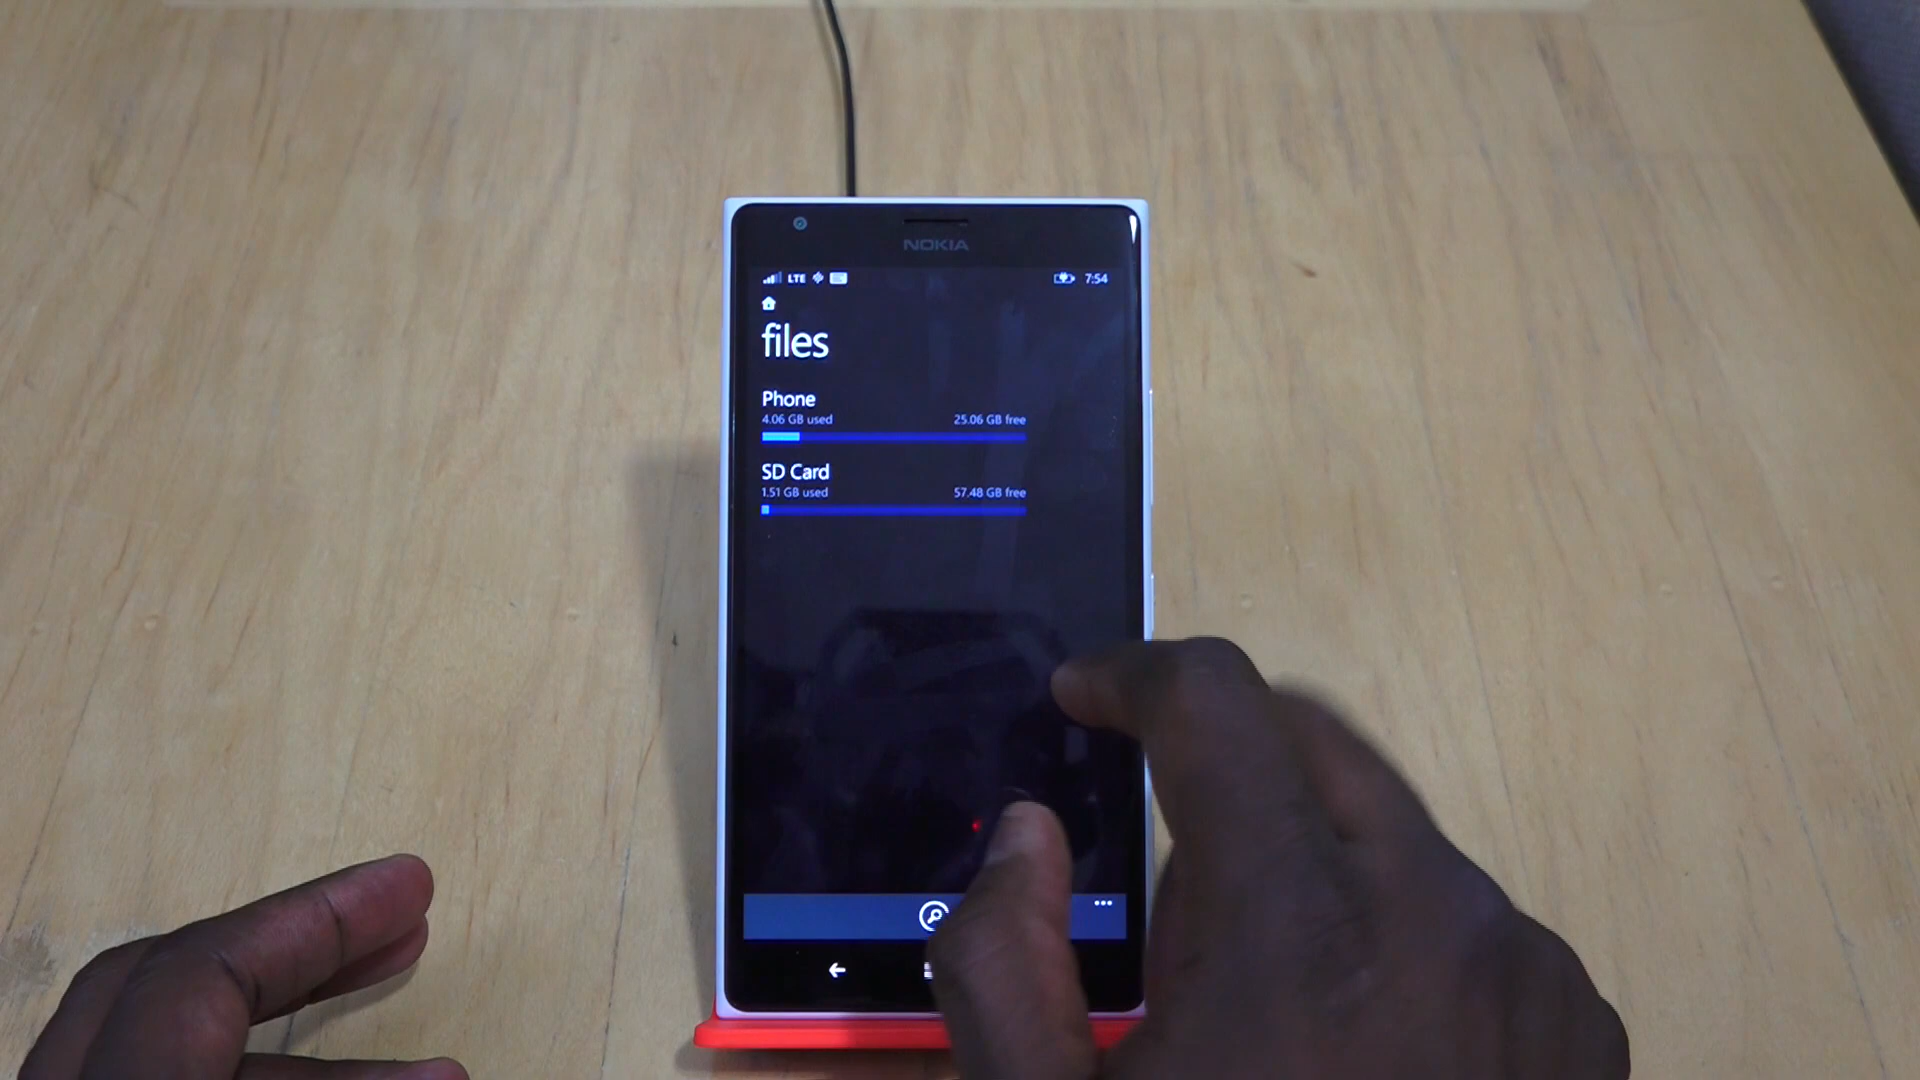 NOKIA
LTE 7:54
files
Phone
4.06 GB used 25.06 GB free
SD Card
1.51 GB used 57.48 GB free